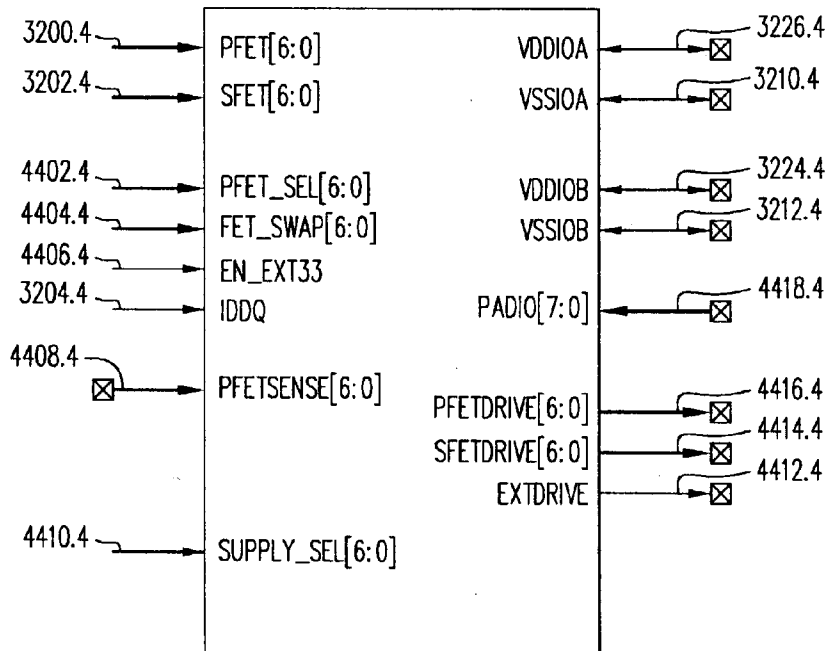 3200.4 PFET[6:0] VDDIOA 3226.4
3202.4 SFET[6:0] VSSIOA 3210.4
4402.4 PFET_SEL[6:0] VDDIOB 3224.4
4404.4 FET_SWAP[6:0] VSSIOB 3212.4
4406.4 EN_EXT33
3204.4 IDDQ PADIO[7:0] 4418.4
4408.4 PFETSENSE[6:0] PFETDRIVE[6:0] 4416.4
SFETDRIVE[6:0] 4414.4
EXTDRIVE 4412.4
4410.4 SUPPLY_SEL[6:0]